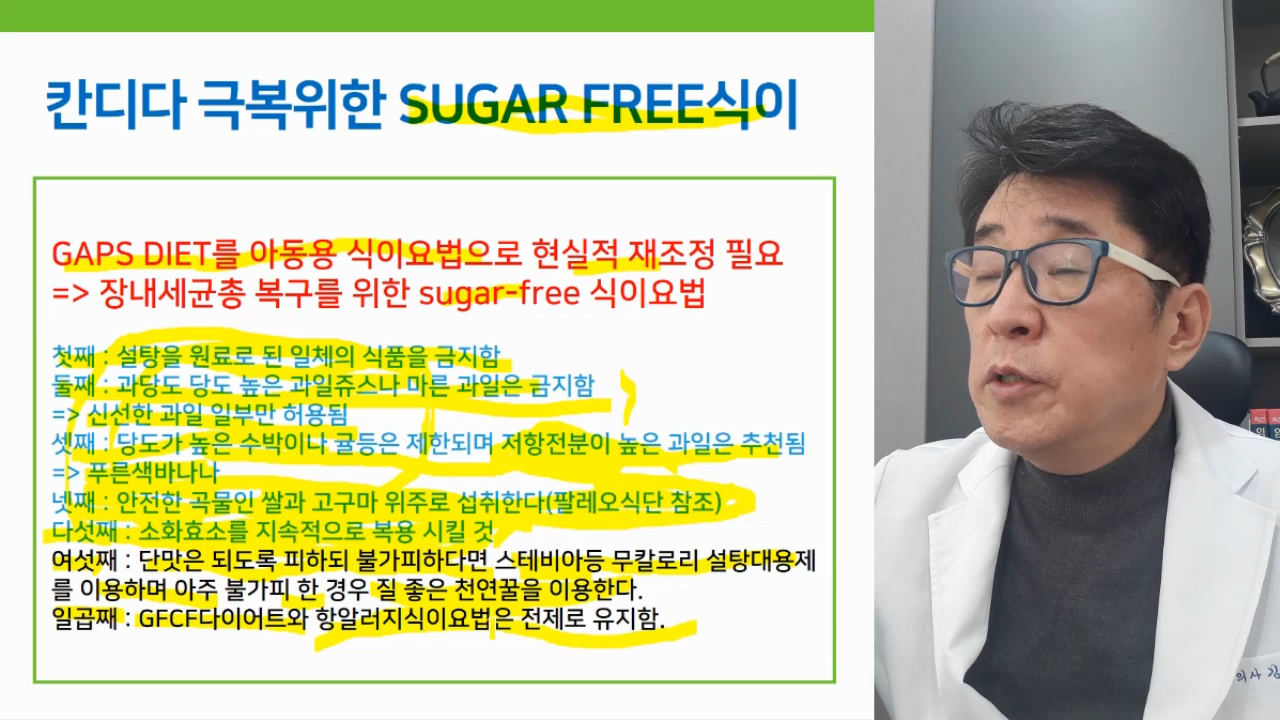 칸디다 극복위한 SUGAR FREE식이
GAPS DIET를 아동용 식이요법으로 현실적 재조정 필요
=> 장내세균총 복구를 위한 sugar-free 식이요법
첫째 : 설탕을 원료로 된 일체의 식품을 금지함
둘째 : 과당도 당도 높은 과일쥬스나 마른 과일은 금지함
=> 신선한 과일 일부만 허용됨
셋째 : 당도가 높은 수박이나 귤등은 제한되며 저항전분이 높은 과일은 추천됨
=> 푸른색바나나
넷째 : 안전한 곡물인 쌀과 고구마 위주로 섭취한다(팔레오식단 참조)
다섯째 : 소화효소를 지속적으로 복용 시킬 것
여섯째 : 단맛은 되도록 피하되 불가피하다면 스테비아등 무칼로리 설탕대용제
를 이용하며 아주 불가피 한 경우 질 좋은 천연꿀을 이용한다.
일곱째 : GFCF다이어트와 항알러지식이요법은 전제로 유지함.
의사 김